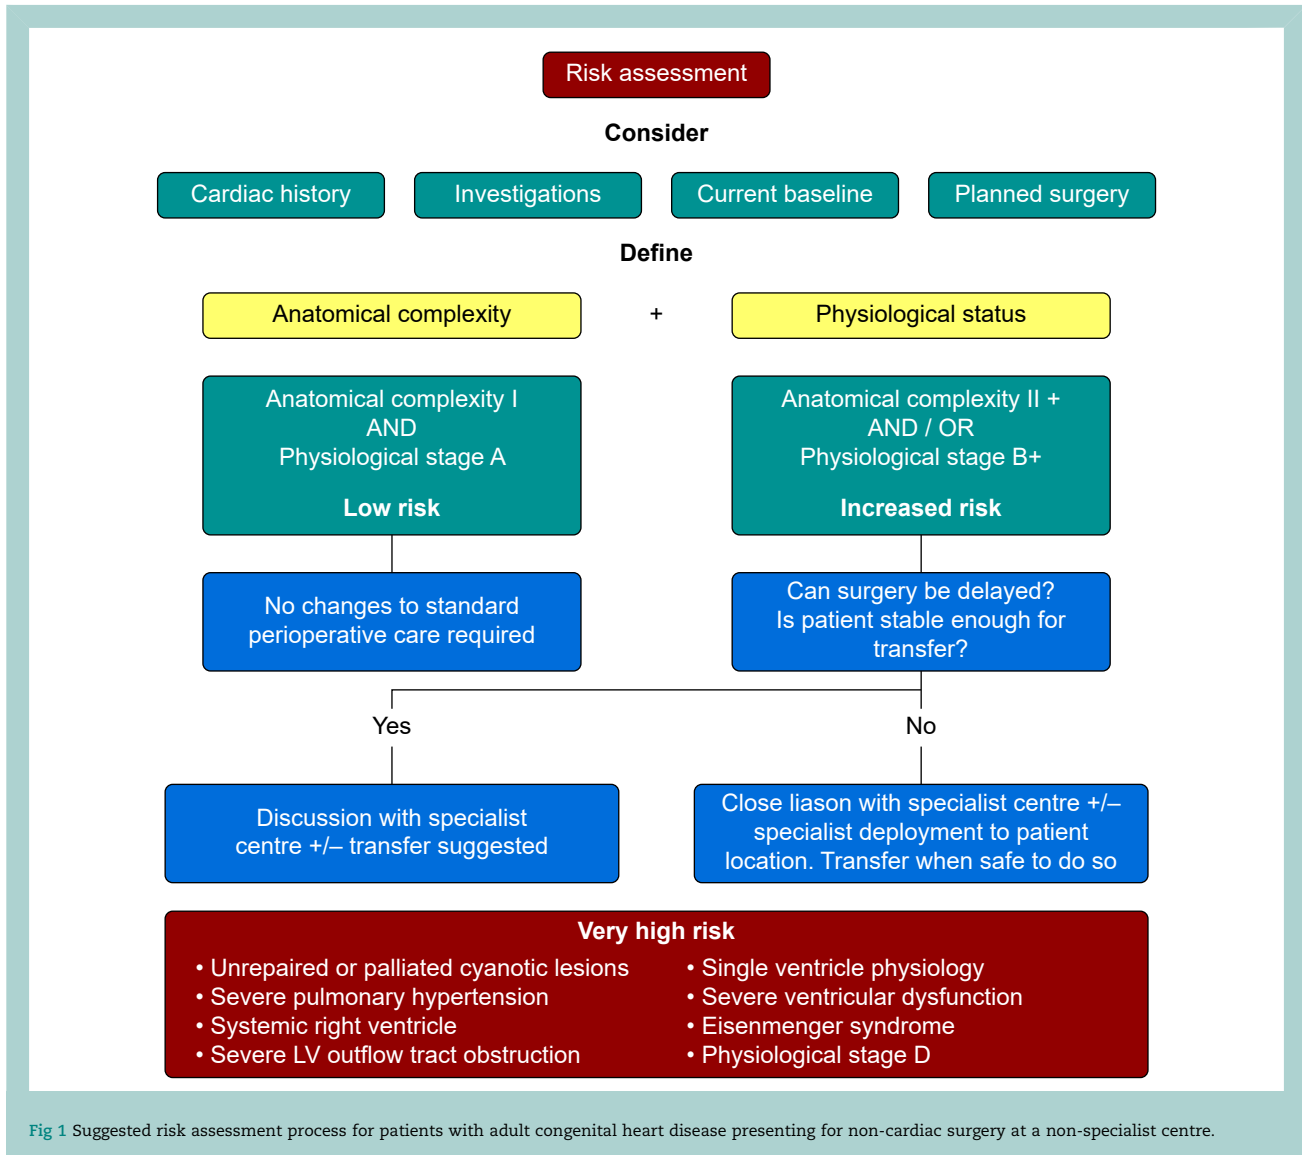 Risk assessment
Consider
Cardiac history
Investigations
Current baseline
Planned surgery
Define
Anatomical complexity
+
Physiological status
Anatomical complexity I
AND
Physiological stage A
Low risk
Anatomical complexity II +
AND / OR
Physiological stage B+
Increased risk
No changes to standard
perioperative care required
Can surgery be delayed?
Is patient stable enough for
transfer?
Yes
No
Discussion with specialist
centre +/– transfer suggested
Close liason with specialist centre +/–
specialist deployment to patient
location. Transfer when safe to do so
Very high risk
• Unrepaired or palliated cyanotic lesions
• Severe pulmonary hypertension
• Systemic right ventricle
• Severe LV outflow tract obstruction
• Single ventricle physiology
• Severe ventricular dysfunction
• Eisenmenger syndrome
• Physiological stage D
Fig 1 Suggested risk assessment process for patients with adult congenital heart disease presenting for non-cardiac surgery at a non-specialist centre.